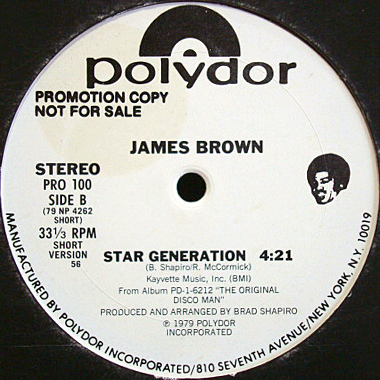 polydor
PROMOTION COPY
NOT FOR SALE
JAMES BROWN
STEREO
PRO 100
SIDE B
(79 NP 4262
SHORT)
33⅓ RPM
SHORT
VERSION
56
STAR GENERATION 4:21
(B. Shapiro/R. McCormick)
Kayvette Music, Inc. (BMI)
From Album PD-1-6212 "THE ORIGINAL
DISCO MAN"
PRODUCED AND ARRANGED BY BRAD SHAPIRO
℗ 1979 POLYDOR
INCORPORATED
MANUFACTURED BY POLYDOR INCORPORATED/810 SEVENTH AVENUE/NEW YORK, N.Y. 10019